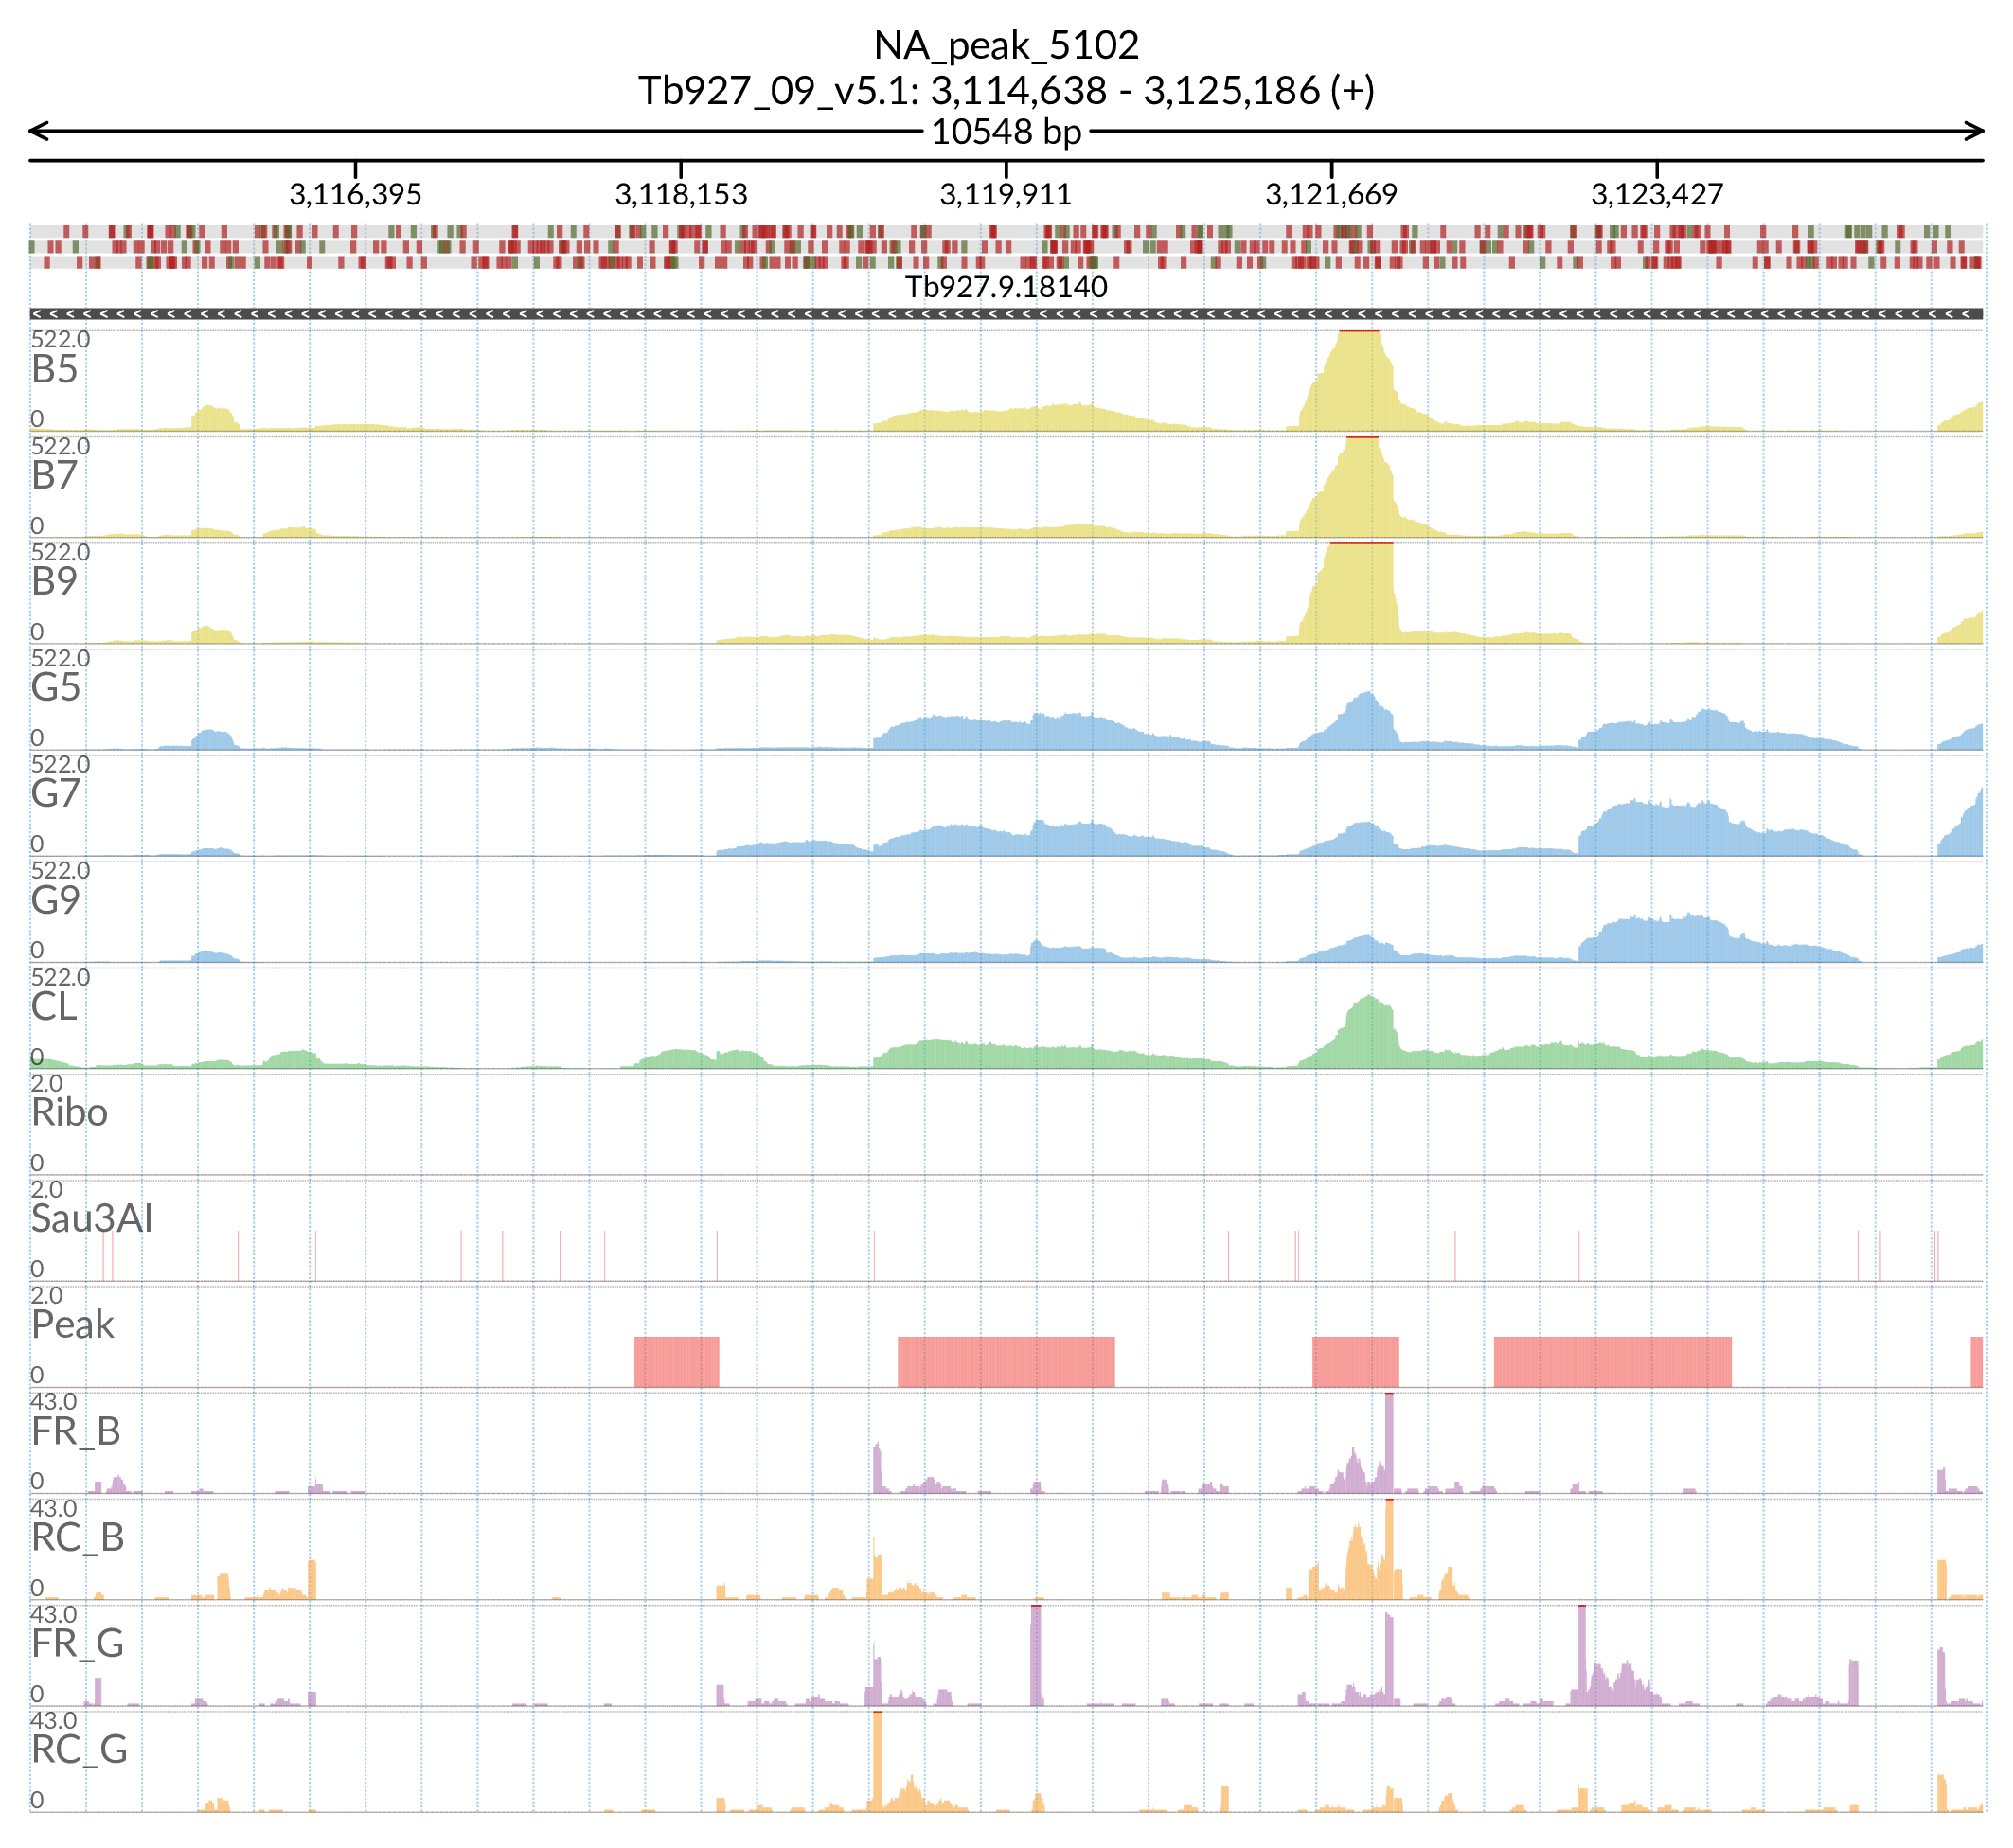 NA_peak_5102
Tb927_09_v5.1: 3,114,638 - 3,125,186 (+)
10548 bp
3,116,395 3,118,153 3,119,911 3,121,669 3,123,427
Tb927.9.18140
522.0
B5
0
522.0
B7
0
522.0
B9
0
522.0
G5
0
522.0
G7
0
522.0
G9
0
522.0
CL
0
2.0
Ribo
0
2.0
Sau3AI
0
2.0
Peak
0
43.0
FR_B
0
43.0
RC_B
0
43.0
FR_G
0
43.0
RC_G
0